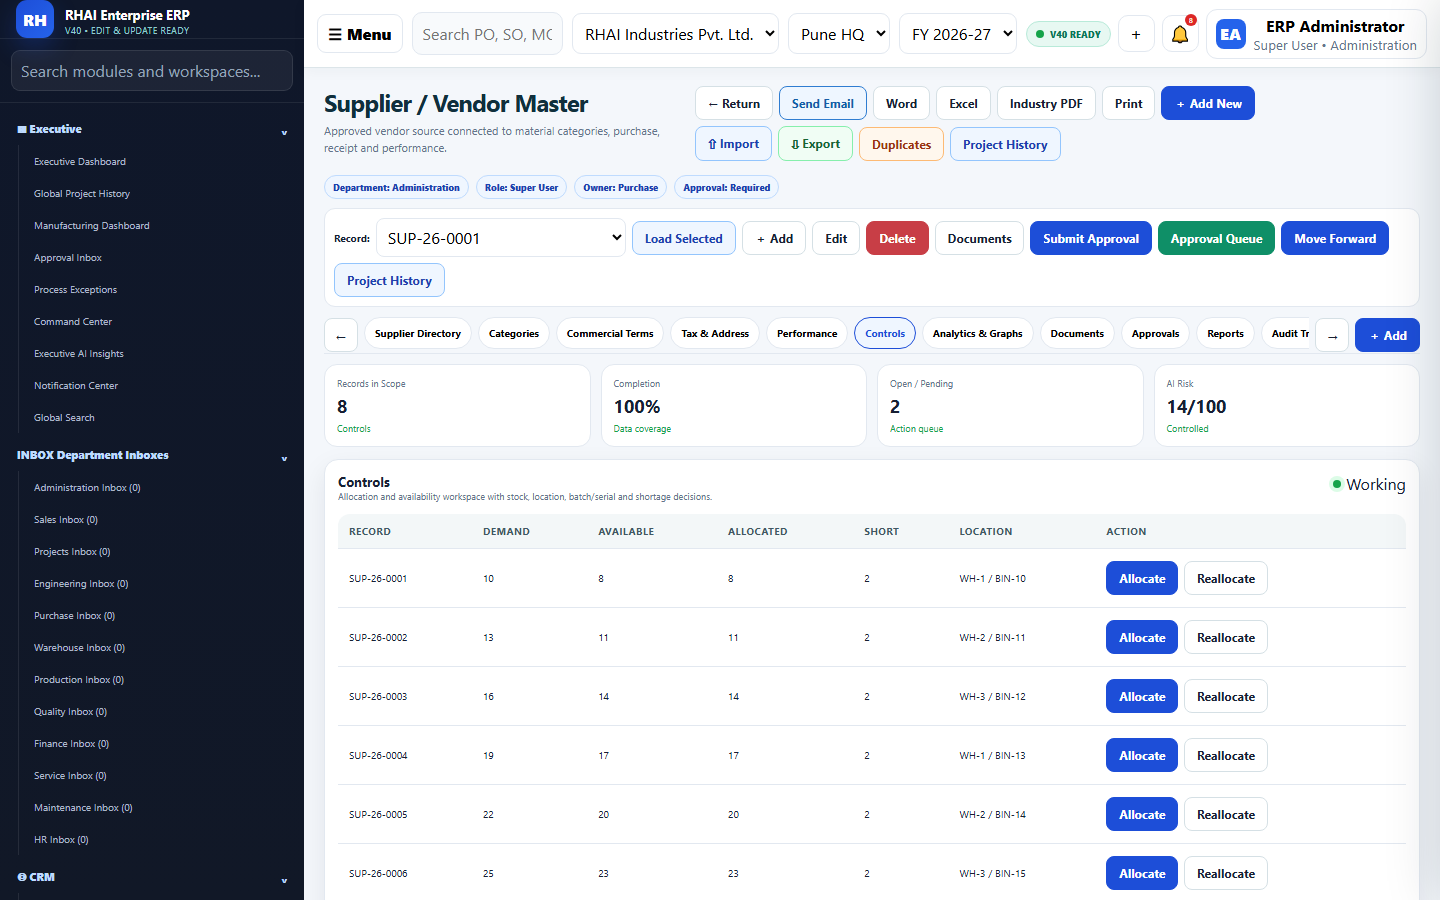 RH
RHAI Enterprise ERP
V40 • EDIT & UPDATE READY
Search modules and workspaces...
Executive
Executive Dashboard
Global Project History
Manufacturing Dashboard
Approval Inbox
Process Exceptions
Command Center
Executive AI Insights
Notification Center
Global Search
INBOX Department Inboxes
Administration Inbox (0)
Sales Inbox (0)
Projects Inbox (0)
Engineering Inbox (0)
Purchase Inbox (0)
Warehouse Inbox (0)
Production Inbox (0)
Quality Inbox (0)
Finance Inbox (0)
Service Inbox (0)
Maintenance Inbox (0)
HR Inbox (0)
CRM
☰ Menu
Search PO, SO, MO
RHAI Industries Pvt. Ltd.
Pune HQ
FY 2026-27
V40 READY
+
8
EA
ERP Administrator
Super User • Administration
Supplier / Vendor Master
Approved vendor source connected to material categories, purchase,
receipt and performance.
← Return
Send Email
Word
Excel
Industry PDF
Print
+ Add New
⇧ Import
⇩ Export
Duplicates
Project History
Department: Administration
Role: Super User
Owner: Purchase
Approval: Required
Record:
SUP-26-0001
Load Selected
+ Add
Edit
Delete
Documents
Submit Approval
Approval Queue
Move Forward
Project History
←
Supplier Directory
Categories
Commercial Terms
Tax & Address
Performance
Controls
Analytics & Graphs
Documents
Approvals
Reports
Audit Tr
→
+ Add
Records in Scope
8
Controls
Completion
100%
Data coverage
Open / Pending
2
Action queue
AI Risk
14/100
Controlled
Controls
Allocation and availability workspace with stock, location, batch/serial and shortage decisions.
Working
RECORD DEMAND AVAILABLE ALLOCATED SHORT LOCATION ACTION
SUP-26-0001 10 8 8 2 WH-1 / BIN-10 Allocate Reallocate
SUP-26-0002 13 11 11 2 WH-2 / BIN-11 Allocate Reallocate
SUP-26-0003 16 14 14 2 WH-3 / BIN-12 Allocate Reallocate
SUP-26-0004 19 17 17 2 WH-1 / BIN-13 Allocate Reallocate
SUP-26-0005 22 20 20 2 WH-2 / BIN-14 Allocate Reallocate
SUP-26-0006 25 23 23 2 WH-3 / BIN-15 Allocate Reallocate